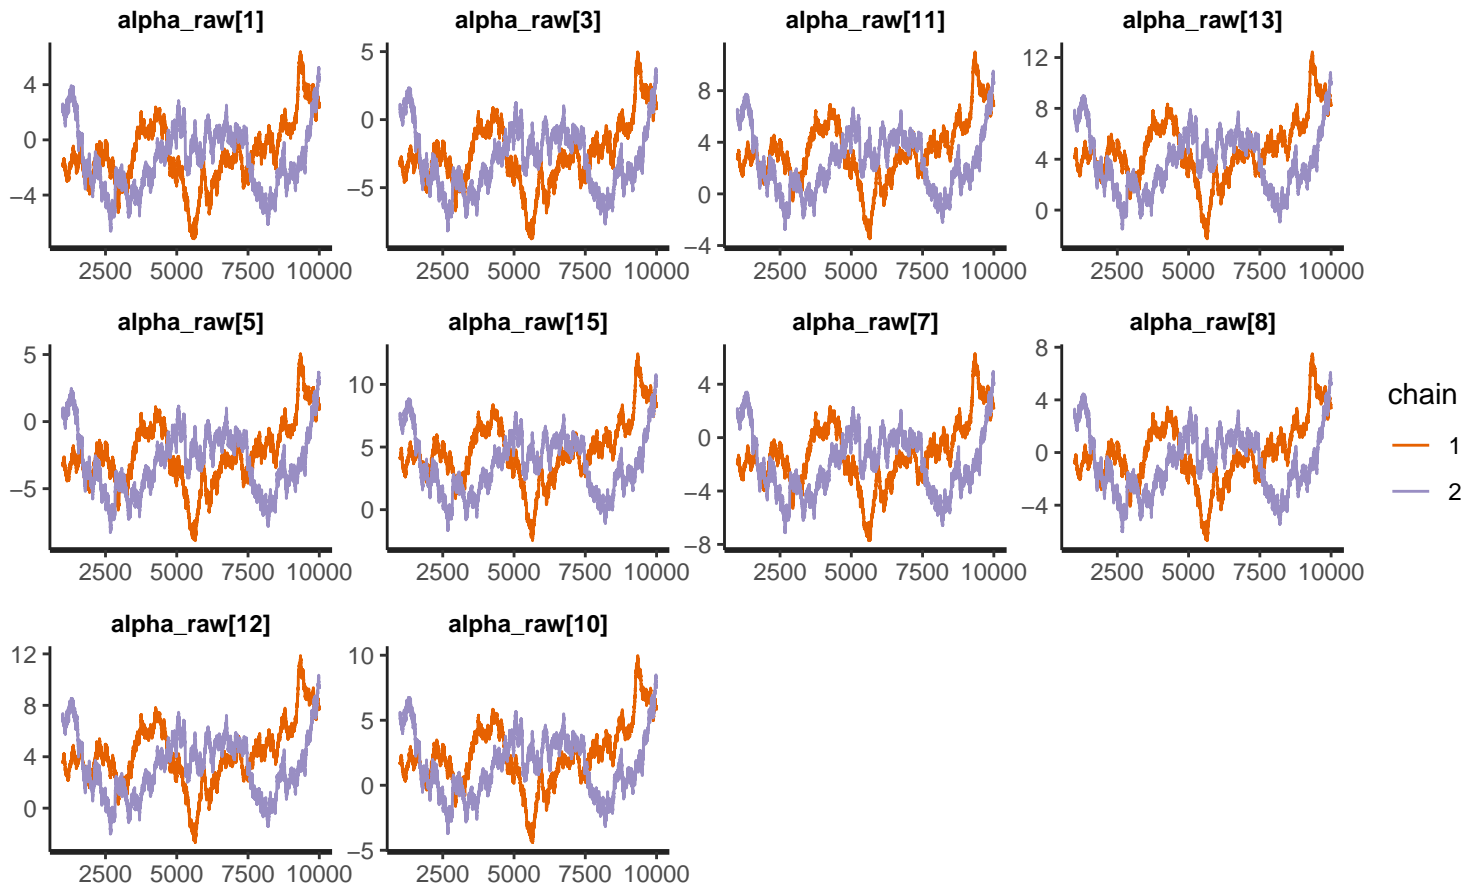 alpha_raw[1] alpha_raw[3] alpha_raw[11] alpha_raw[13]
4 0 −4
5 0 −5
8 4 0 −4
12 8 4 0
2500 5000 7500 10000 2500 5000 7500 10000 2500 5000 7500 10000 2500 5000 7500 10000
alpha_raw[5] alpha_raw[15] alpha_raw[7] alpha_raw[8]
5 0 −5
10 5 0
4 0 −4 −8
8 4 0 −4
chain
1
2
2500 5000 7500 10000 2500 5000 7500 10000 2500 5000 7500 10000 2500 5000 7500 10000
alpha_raw[12] alpha_raw[10]
12 8 4 0
10 5 0 −5
2500 5000 7500 10000 2500 5000 7500 10000